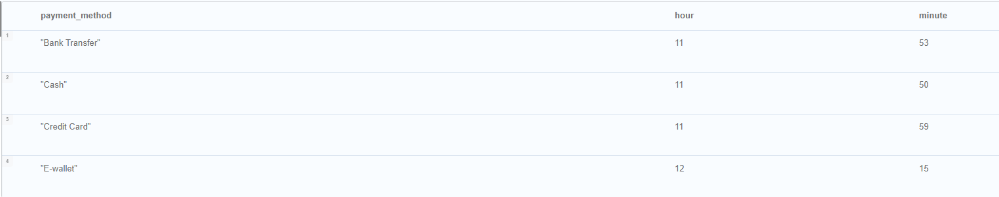 payment_method hour minute
1 "Bank Transfer" 11 53
2 "Cash" 11 50
3 "Credit Card" 11 59
4 "E-wallet" 12 15